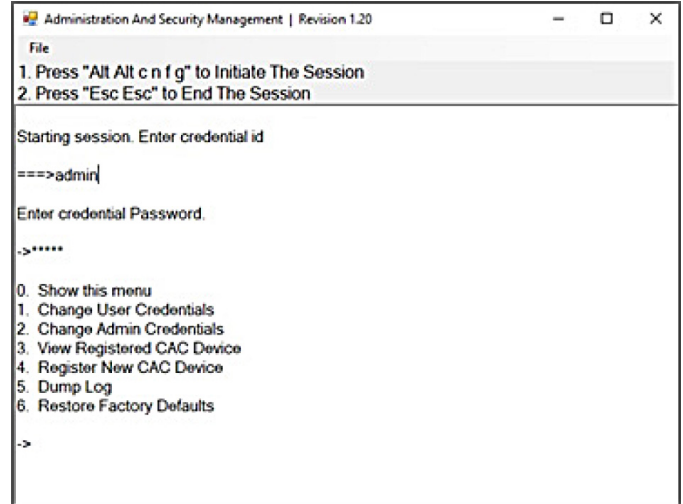 Administration And Security Management | Revision 1.20
File
1. Press "Alt Alt c n f g" to Initiate The Session
2. Press "Esc Esc" to End The Session
Starting session. Enter credential id
===>admin
Enter credential Password.
->*****
0. Show this menu
1. Change User Credentials
2. Change Admin Credentials
3. View Registered CAC Device
4. Register New CAC Device
5. Dump Log
6. Restore Factory Defaults
->